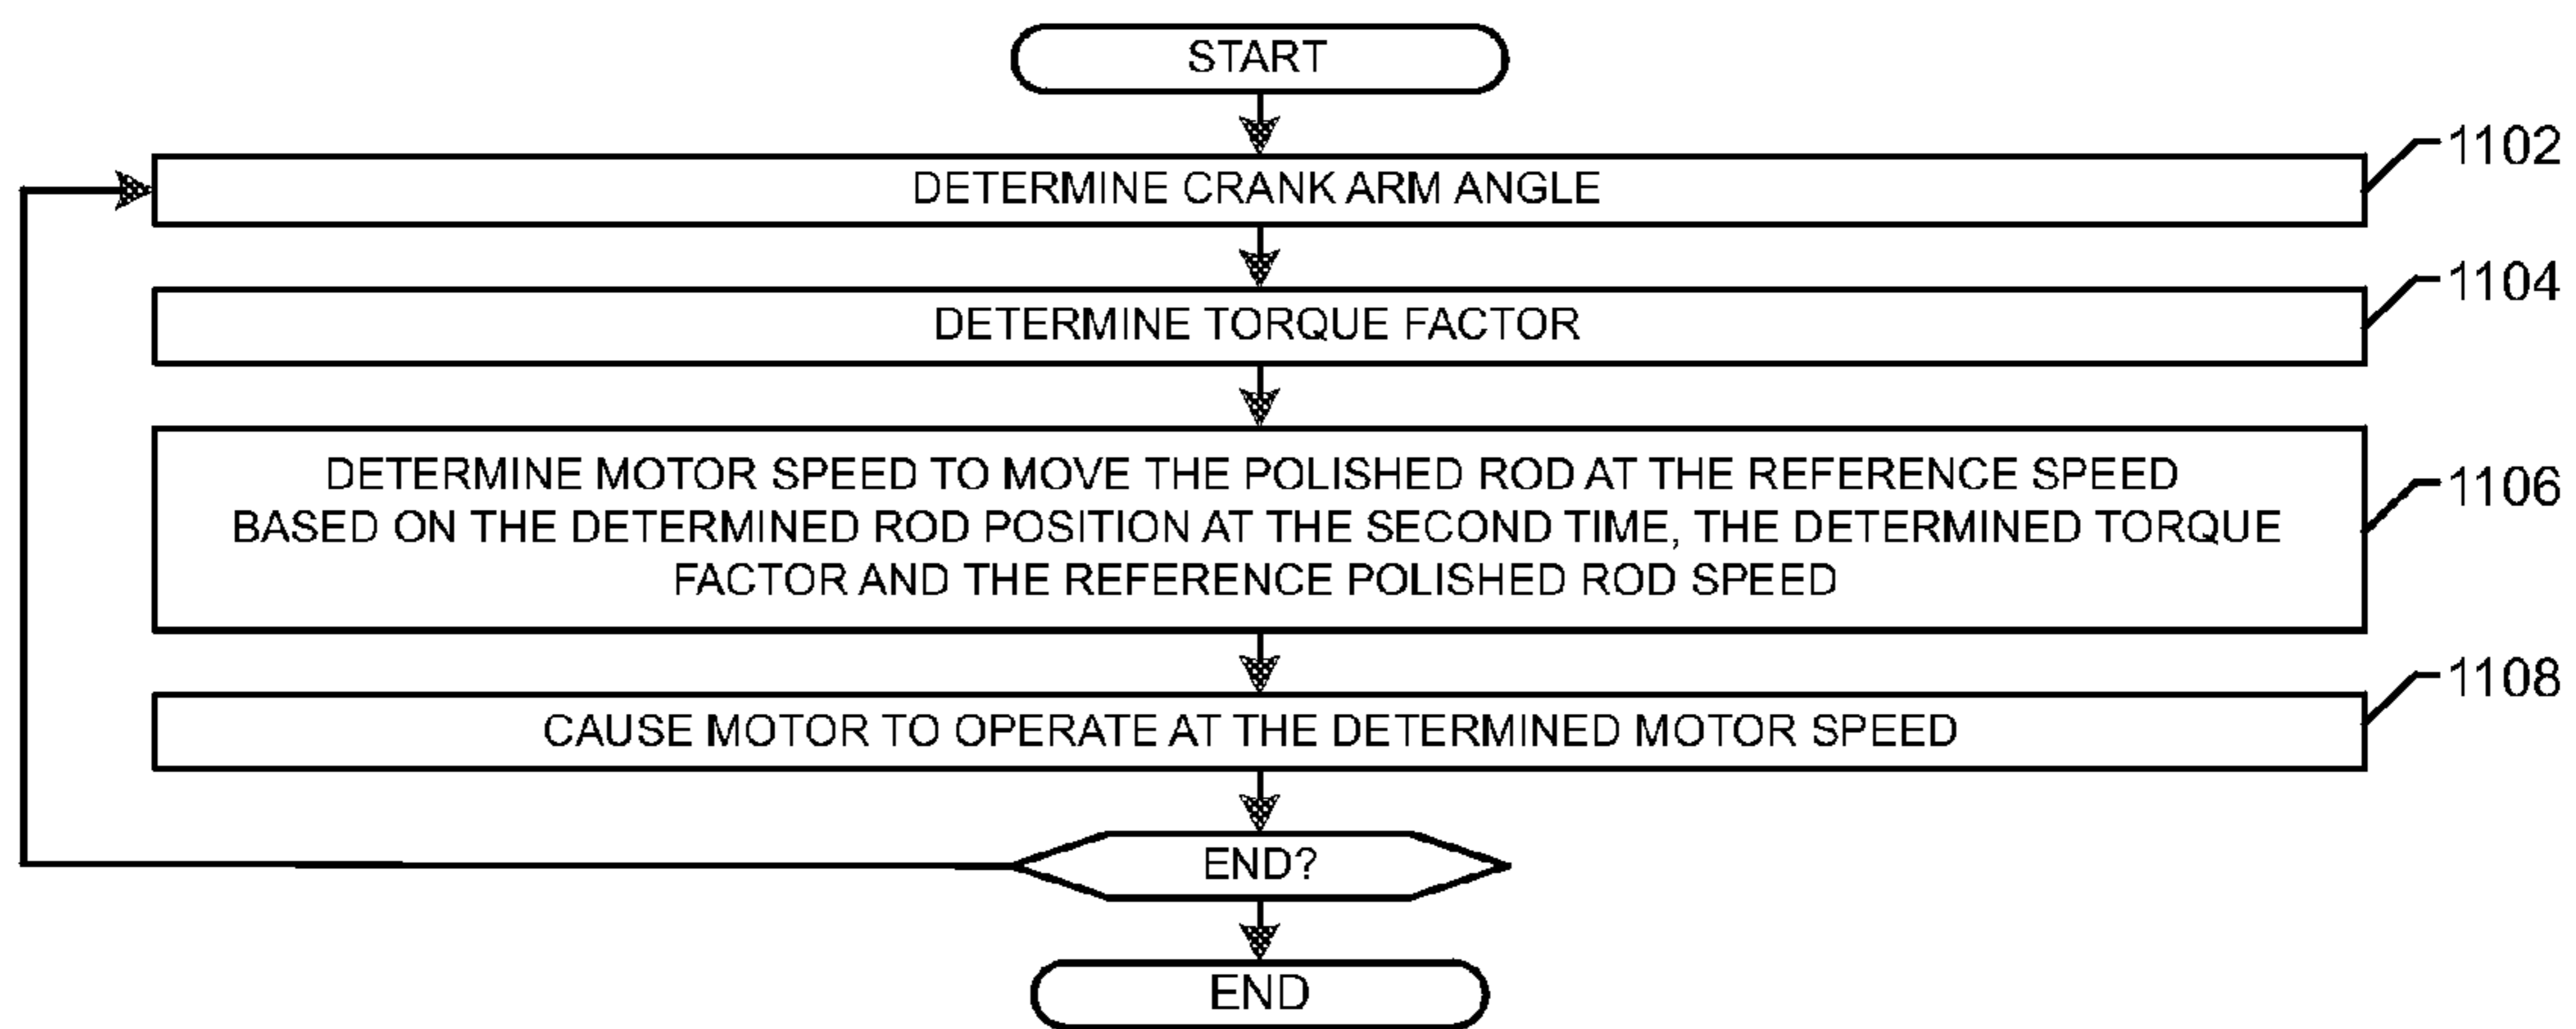 START
DETERMINE CRANK ARM ANGLE
1102
DETERMINE TORQUE FACTOR
1104
DETERMINE MOTOR SPEED TO MOVE THE POLISHED ROD AT THE REFERENCE SPEED
BASED ON THE DETERMINED ROD POSITION AT THE SECOND TIME, THE DETERMINED TORQUE
FACTOR AND THE REFERENCE POLISHED ROD SPEED
1106
CAUSE MOTOR TO OPERATE AT THE DETERMINED MOTOR SPEED
1108
END?
END